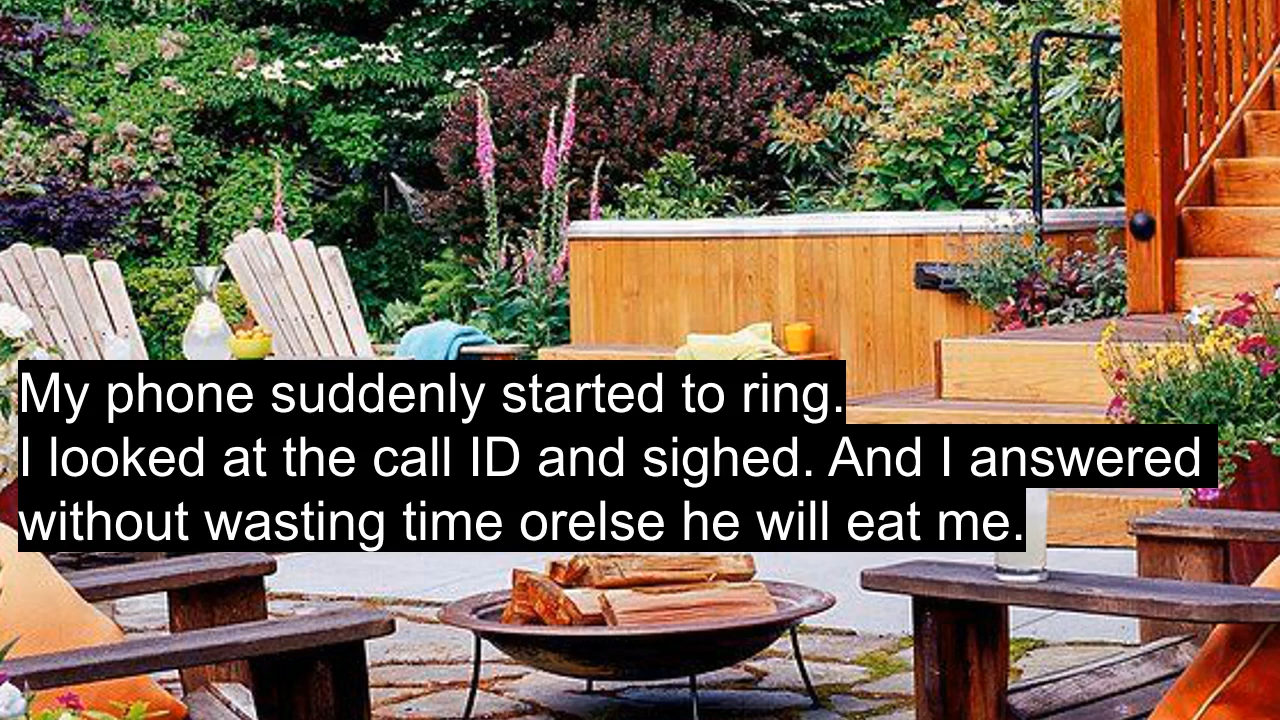 My phone suddenly started to ring.
I looked at the call ID and sighed. And I answered
without wasting time orelse he will eat me.